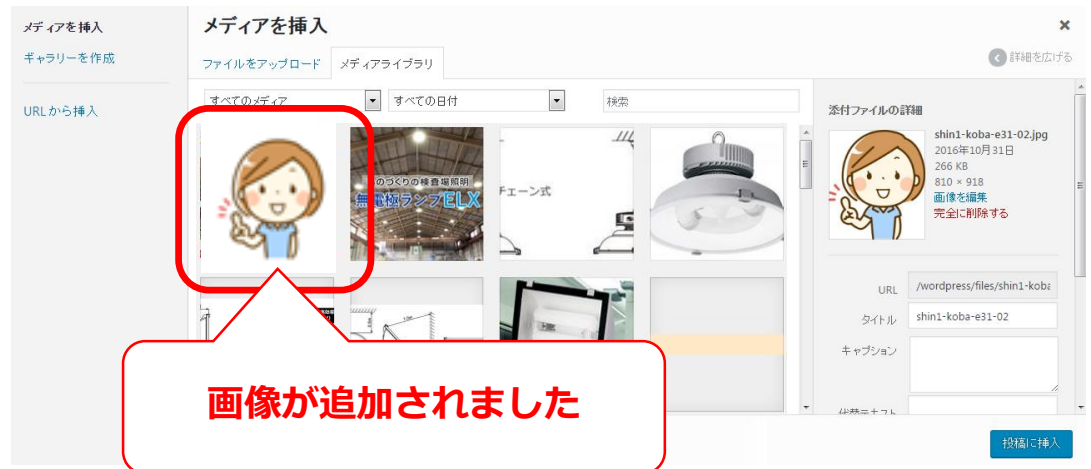 メディアを挿入
ギャラリーを作成
URLから挿入
メディアを挿入
×
ファイルをアップロード
メディアライブラリ
詳細を広げる
すべてのメディア
すべての日付
検索
のづくりの検査場照明
無電極ランプELX
チェーン式
画像が追加されました
添付ファイルの詳細
shin1-koba-e31-02.jpg
2016年10月31日
266 KB
810 × 918
画像を編集
完全に削除する
URL
/wordpress/files/shin1-koba
タイトル
shin1-koba-e31-02
キャプション
代替テキスト
投稿に挿入